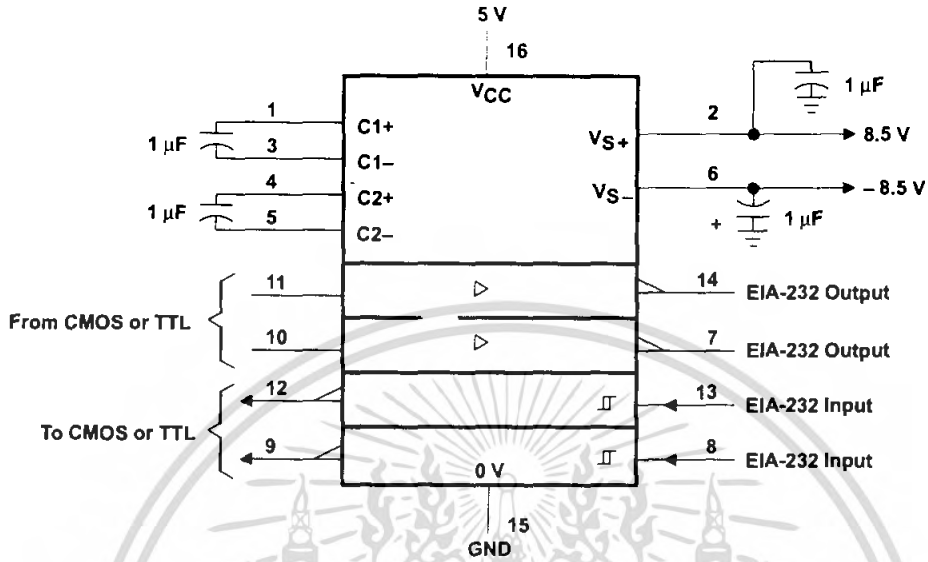 5 V
16
VCC
1
C1+
1 µF
3
C1−
4
C2+
1 µF
5
C2−
2
VS+
1 µF
8.5 V
6
VS−
− 8.5 V
+
1 µF
11
14
EIA-232 Output
From CMOS or TTL
10
7
EIA-232 Output
12
13
EIA-232 Input
To CMOS or TTL
9
8
EIA-232 Input
0 V
15
GND